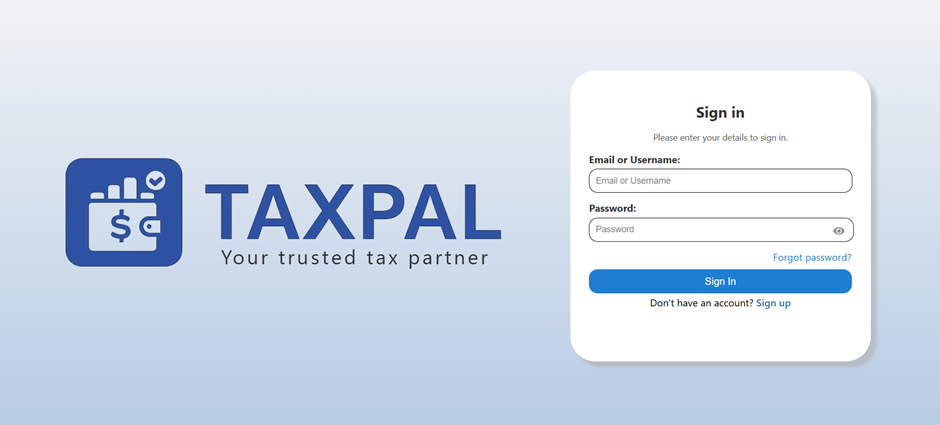 $
TAXPAL
Your trusted tax partner
Sign in
Please enter your details to sign in.
Email or Username:
Email or Username
Password:
Password
Forgot password?
Sign In
Don't have an account? Sign up